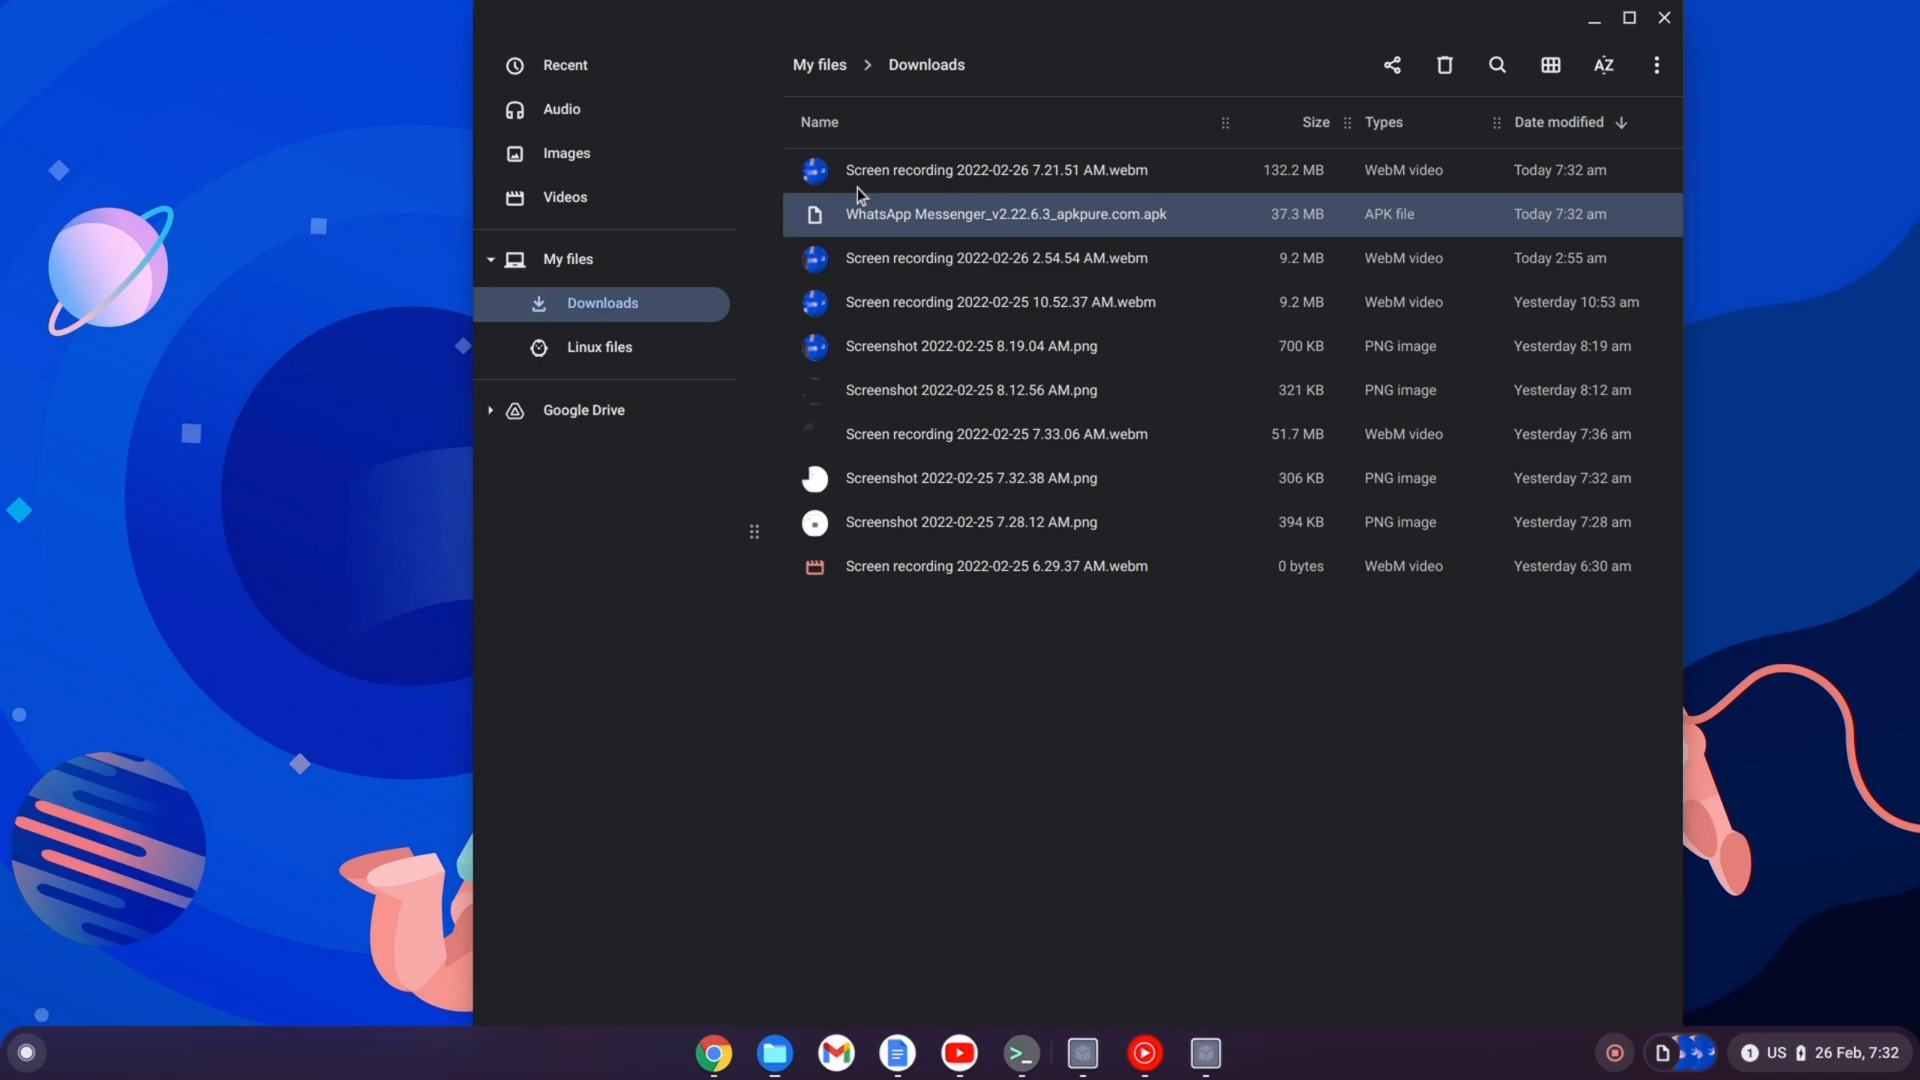 Recent
Audio
Images
Videos
My files
Downloads
Linux files
Google Drive
My files > Downloads
AZ
Name Size Types Date modified
Screen recording 2022-02-26 7.21.51 AM.webm 132.2 MB WebM video Today 7:32 am
WhatsApp Messenger_v2.22.6.3_apkpure.com.apk 37.3 MB APK file Today 7:32 am
Screen recording 2022-02-26 2.54.54 AM.webm 9.2 MB WebM video Today 2:55 am
Screen recording 2022-02-25 10.52.37 AM.webm 9.2 MB WebM video Yesterday 10:53 am
Screenshot 2022-02-25 8.19.04 AM.png 700 KB PNG image Yesterday 8:19 am
Screenshot 2022-02-25 8.12.56 AM.png 321 KB PNG image Yesterday 8:12 am
Screen recording 2022-02-25 7.33.06 AM.webm 51.7 MB WebM video Yesterday 7:36 am
Screenshot 2022-02-25 7.32.38 AM.png 306 KB PNG image Yesterday 7:32 am
Screenshot 2022-02-25 7.28.12 AM.png 394 KB PNG image Yesterday 7:28 am
Screen recording 2022-02-25 6.29.37 AM.webm 0 bytes WebM video Yesterday 6:30 am
>_
1 US 26 Feb, 7:32